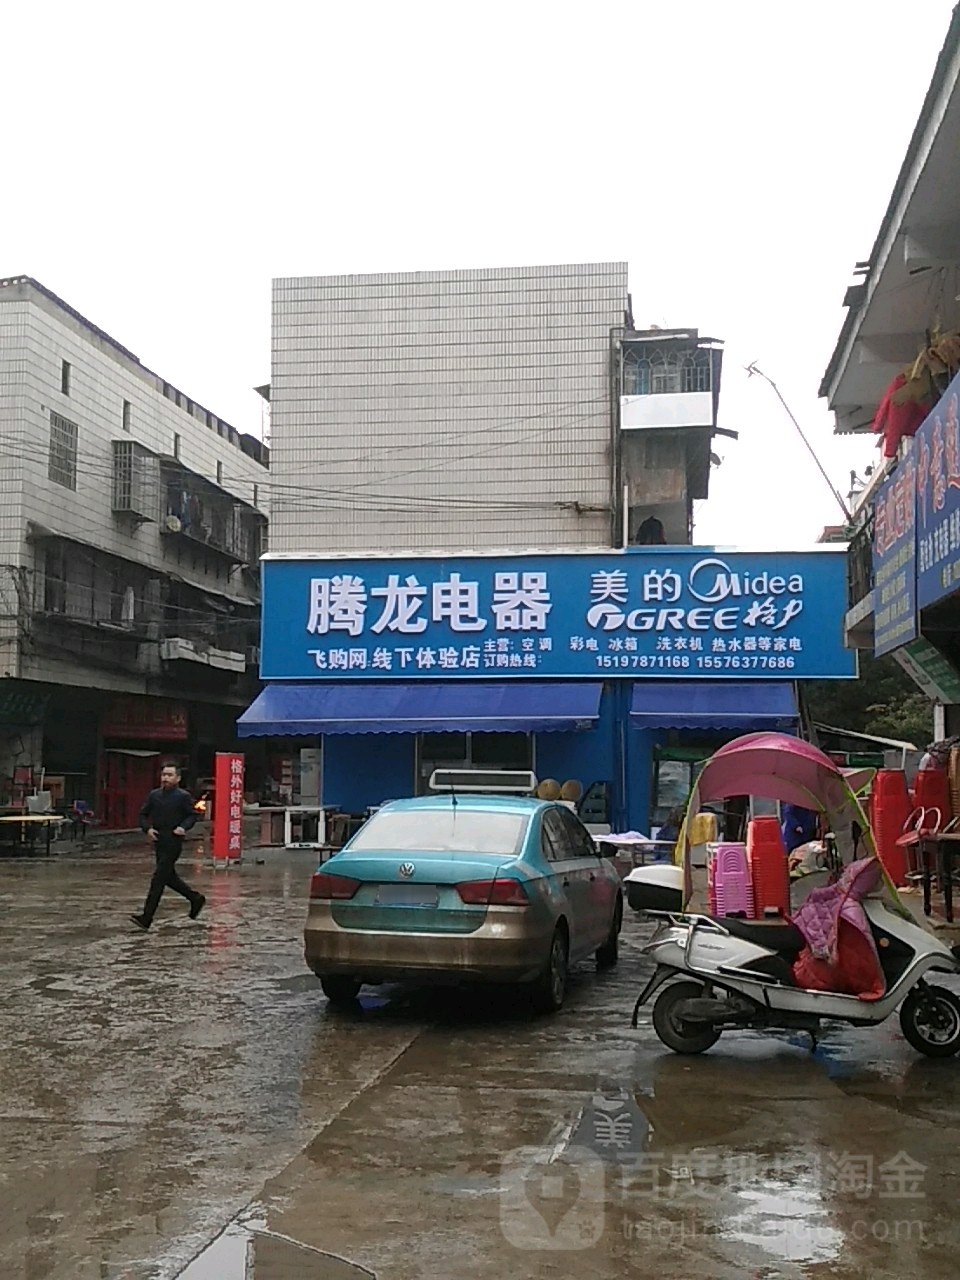 腾龙电器
美的 Midea
GREE 格力
飞购网 线下体验店
主营: 空调 彩电 冰箱 洗衣机 热水器等家电
订购热线: 15197871168 15576377686
格外好电暖桌
美
百度地图淘金
taojin.baidu.com